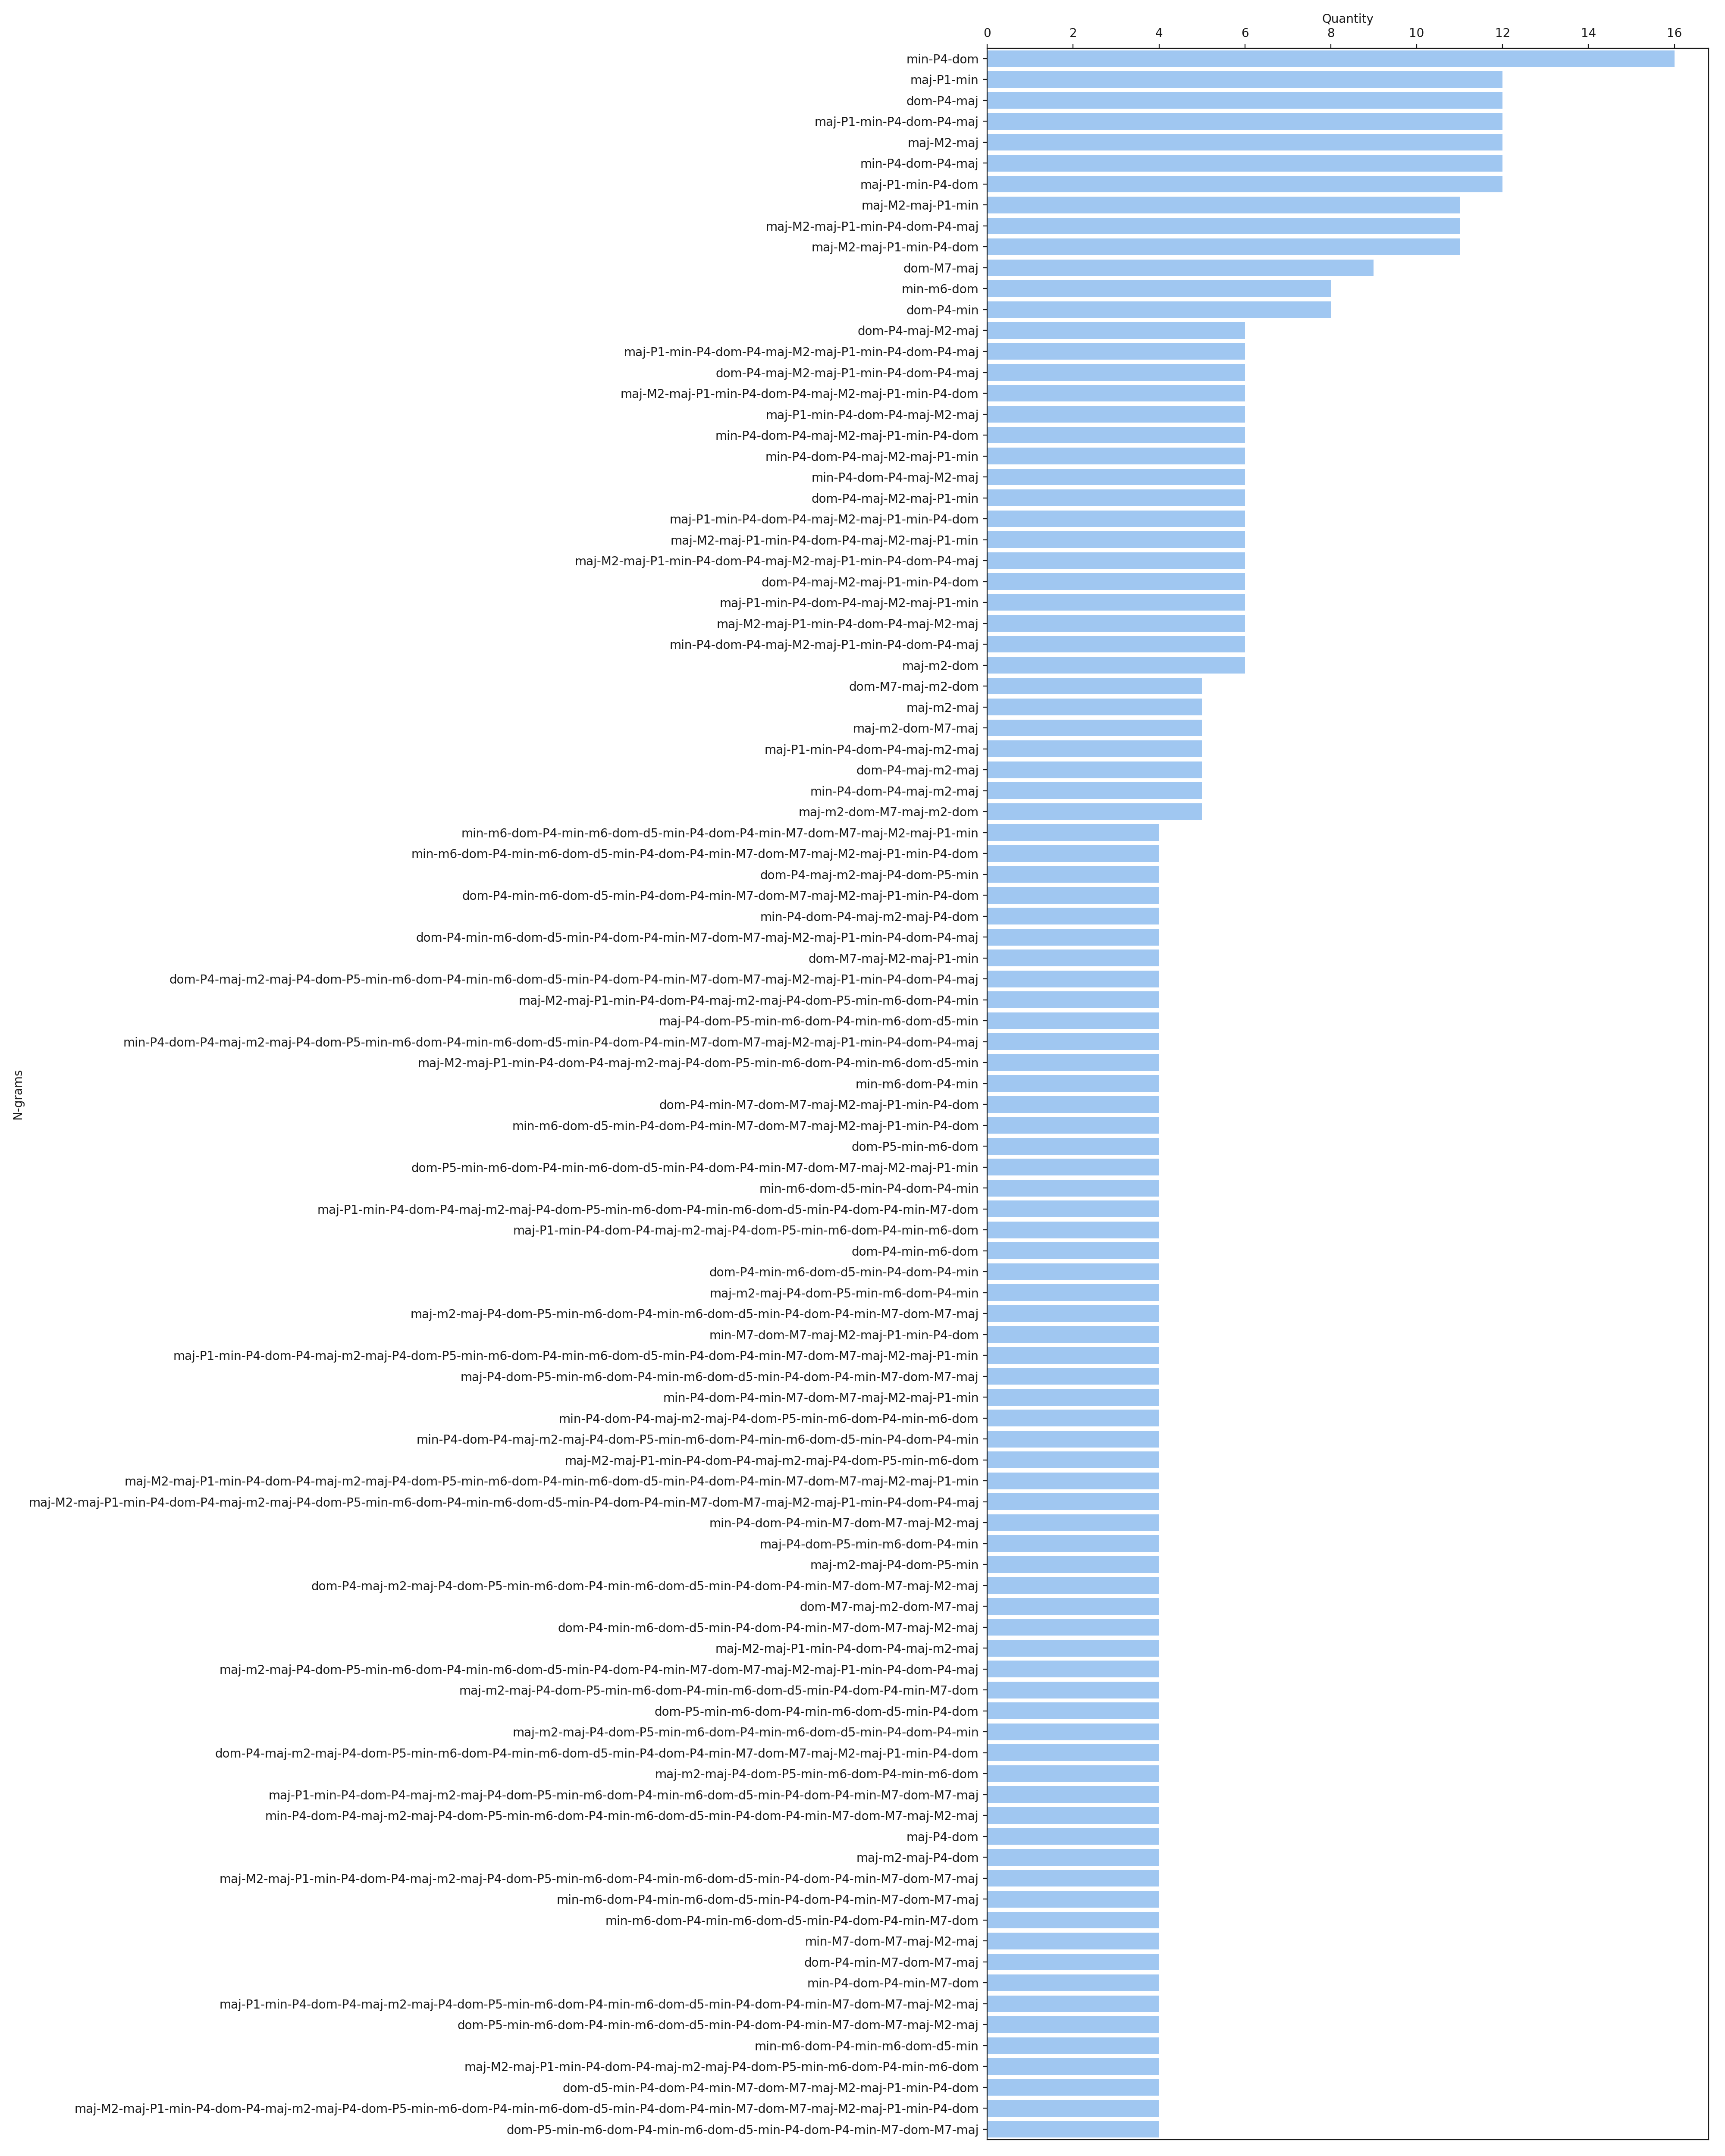 Quantity
0 2 4 6 8 10 12 14 16
min-P4-dom
maj-P1-min
dom-P4-maj
maj-P1-min-P4-dom-P4-maj
maj-M2-maj
min-P4-dom-P4-maj
maj-P1-min-P4-dom
maj-M2-maj-P1-min
maj-M2-maj-P1-min-P4-dom-P4-maj
maj-M2-maj-P1-min-P4-dom
dom-M7-maj
min-m6-dom
dom-P4-min
dom-P4-maj-M2-maj
maj-P1-min-P4-dom-P4-maj-M2-maj-P1-min-P4-dom-P4-maj
dom-P4-maj-M2-maj-P1-min-P4-dom-P4-maj
maj-M2-maj-P1-min-P4-dom-P4-maj-M2-maj-P1-min-P4-dom
maj-P1-min-P4-dom-P4-maj-M2-maj
min-P4-dom-P4-maj-M2-maj-P1-min-P4-dom
min-P4-dom-P4-maj-M2-maj-P1-min
min-P4-dom-P4-maj-M2-maj
dom-P4-maj-M2-maj-P1-min
maj-P1-min-P4-dom-P4-maj-M2-maj-P1-min-P4-dom
maj-M2-maj-P1-min-P4-dom-P4-maj-M2-maj-P1-min
maj-M2-maj-P1-min-P4-dom-P4-maj-M2-maj-P1-min-P4-dom-P4-maj
dom-P4-maj-M2-maj-P1-min-P4-dom
maj-P1-min-P4-dom-P4-maj-M2-maj-P1-min
maj-M2-maj-P1-min-P4-dom-P4-maj-M2-maj
min-P4-dom-P4-maj-M2-maj-P1-min-P4-dom-P4-maj
maj-m2-dom
dom-M7-maj-m2-dom
maj-m2-maj
maj-m2-dom-M7-maj
maj-P1-min-P4-dom-P4-maj-m2-maj
dom-P4-maj-m2-maj
min-P4-dom-P4-maj-m2-maj
maj-m2-dom-M7-maj-m2-dom
min-m6-dom-P4-min-m6-dom-d5-min-P4-dom-P4-min-M7-dom-M7-maj-M2-maj-P1-min
min-m6-dom-P4-min-m6-dom-d5-min-P4-dom-P4-min-M7-dom-M7-maj-M2-maj-P1-min-P4-dom
dom-P4-maj-m2-maj-P4-dom-P5-min
dom-P4-min-m6-dom-d5-min-P4-dom-P4-min-M7-dom-M7-maj-M2-maj-P1-min-P4-dom
min-P4-dom-P4-maj-m2-maj-P4-dom
dom-P4-min-m6-dom-d5-min-P4-dom-P4-min-M7-dom-M7-maj-M2-maj-P1-min-P4-dom-P4-maj
dom-M7-maj-M2-maj-P1-min
dom-P4-maj-m2-maj-P4-dom-P5-min-m6-dom-P4-min-m6-dom-d5-min-P4-dom-P4-min-M7-dom-M7-maj-M2-maj-P1-min-P4-dom-P4-maj
maj-M2-maj-P1-min-P4-dom-P4-maj-m2-maj-P4-dom-P5-min-m6-dom-P4-min
maj-P4-dom-P5-min-m6-dom-P4-min-m6-dom-d5-min
min-P4-dom-P4-maj-m2-maj-P4-dom-P5-min-m6-dom-P4-min-m6-dom-d5-min-P4-dom-P4-min-M7-dom-M7-maj-M2-maj-P1-min-P4-dom-P4-maj
maj-M2-maj-P1-min-P4-dom-P4-maj-m2-maj-P4-dom-P5-min-m6-dom-P4-min-m6-dom-d5-min
N-grams
min-m6-dom-P4-min
dom-P4-min-M7-dom-M7-maj-M2-maj-P1-min-P4-dom
min-m6-dom-d5-min-P4-dom-P4-min-M7-dom-M7-maj-M2-maj-P1-min-P4-dom
dom-P5-min-m6-dom
dom-P5-min-m6-dom-P4-min-m6-dom-d5-min-P4-dom-P4-min-M7-dom-M7-maj-M2-maj-P1-min
min-m6-dom-d5-min-P4-dom-P4-min
maj-P1-min-P4-dom-P4-maj-m2-maj-P4-dom-P5-min-m6-dom-P4-min-m6-dom-d5-min-P4-dom-P4-min-M7-dom
maj-P1-min-P4-dom-P4-maj-m2-maj-P4-dom-P5-min-m6-dom-P4-min-m6-dom
dom-P4-min-m6-dom
dom-P4-min-m6-dom-d5-min-P4-dom-P4-min
maj-m2-maj-P4-dom-P5-min-m6-dom-P4-min
maj-m2-maj-P4-dom-P5-min-m6-dom-P4-min-m6-dom-d5-min-P4-dom-P4-min-M7-dom-M7-maj
min-M7-dom-M7-maj-M2-maj-P1-min-P4-dom
maj-P1-min-P4-dom-P4-maj-m2-maj-P4-dom-P5-min-m6-dom-P4-min-m6-dom-d5-min-P4-dom-P4-min-M7-dom-M7-maj-M2-maj-P1-min
maj-P4-dom-P5-min-m6-dom-P4-min-m6-dom-d5-min-P4-dom-P4-min-M7-dom-M7-maj
min-P4-dom-P4-min-M7-dom-M7-maj-M2-maj-P1-min
min-P4-dom-P4-maj-m2-maj-P4-dom-P5-min-m6-dom-P4-min-m6-dom
min-P4-dom-P4-maj-m2-maj-P4-dom-P5-min-m6-dom-P4-min-m6-dom-d5-min-P4-dom-P4-min
maj-M2-maj-P1-min-P4-dom-P4-maj-m2-maj-P4-dom-P5-min-m6-dom
maj-M2-maj-P1-min-P4-dom-P4-maj-m2-maj-P4-dom-P5-min-m6-dom-P4-min-m6-dom-d5-min-P4-dom-P4-min-M7-dom-M7-maj-M2-maj-P1-min
maj-M2-maj-P1-min-P4-dom-P4-maj-m2-maj-P4-dom-P5-min-m6-dom-P4-min-m6-dom-d5-min-P4-dom-P4-min-M7-dom-M7-maj-M2-maj-P1-min-P4-dom-P4-maj
min-P4-dom-P4-min-M7-dom-M7-maj-M2-maj
maj-P4-dom-P5-min-m6-dom-P4-min
maj-m2-maj-P4-dom-P5-min
dom-P4-maj-m2-maj-P4-dom-P5-min-m6-dom-P4-min-m6-dom-d5-min-P4-dom-P4-min-M7-dom-M7-maj-M2-maj
dom-M7-maj-m2-dom-M7-maj
dom-P4-min-m6-dom-d5-min-P4-dom-P4-min-M7-dom-M7-maj-M2-maj
maj-M2-maj-P1-min-P4-dom-P4-maj-m2-maj
maj-m2-maj-P4-dom-P5-min-m6-dom-P4-min-m6-dom-d5-min-P4-dom-P4-min-M7-dom-M7-maj-M2-maj-P1-min-P4-dom-P4-maj
maj-m2-maj-P4-dom-P5-min-m6-dom-P4-min-m6-dom-d5-min-P4-dom-P4-min-M7-dom
dom-P5-min-m6-dom-P4-min-m6-dom-d5-min-P4-dom
maj-m2-maj-P4-dom-P5-min-m6-dom-P4-min-m6-dom-d5-min-P4-dom-P4-min
dom-P4-maj-m2-maj-P4-dom-P5-min-m6-dom-P4-min-m6-dom-d5-min-P4-dom-P4-min-M7-dom-M7-maj-M2-maj-P1-min-P4-dom
maj-m2-maj-P4-dom-P5-min-m6-dom-P4-min-m6-dom
maj-P1-min-P4-dom-P4-maj-m2-maj-P4-dom-P5-min-m6-dom-P4-min-m6-dom-d5-min-P4-dom-P4-min-M7-dom-M7-maj
min-P4-dom-P4-maj-m2-maj-P4-dom-P5-min-m6-dom-P4-min-m6-dom-d5-min-P4-dom-P4-min-M7-dom-M7-maj-M2-maj
maj-P4-dom
maj-m2-maj-P4-dom
maj-M2-maj-P1-min-P4-dom-P4-maj-m2-maj-P4-dom-P5-min-m6-dom-P4-min-m6-dom-d5-min-P4-dom-P4-min-M7-dom-M7-maj
min-m6-dom-P4-min-m6-dom-d5-min-P4-dom-P4-min-M7-dom-M7-maj
min-m6-dom-P4-min-m6-dom-d5-min-P4-dom-P4-min-M7-dom
min-M7-dom-M7-maj-M2-maj
dom-P4-min-M7-dom-M7-maj
min-P4-dom-P4-min-M7-dom
maj-P1-min-P4-dom-P4-maj-m2-maj-P4-dom-P5-min-m6-dom-P4-min-m6-dom-d5-min-P4-dom-P4-min-M7-dom-M7-maj-M2-maj
dom-P5-min-m6-dom-P4-min-m6-dom-d5-min-P4-dom-P4-min-M7-dom-M7-maj-M2-maj
min-m6-dom-P4-min-m6-dom-d5-min
maj-M2-maj-P1-min-P4-dom-P4-maj-m2-maj-P4-dom-P5-min-m6-dom-P4-min-m6-dom
dom-d5-min-P4-dom-P4-min-M7-dom-M7-maj-M2-maj-P1-min-P4-dom
maj-M2-maj-P1-min-P4-dom-P4-maj-m2-maj-P4-dom-P5-min-m6-dom-P4-min-m6-dom-d5-min-P4-dom-P4-min-M7-dom-M7-maj-M2-maj-P1-min-P4-dom
dom-P5-min-m6-dom-P4-min-m6-dom-d5-min-P4-dom-P4-min-M7-dom-M7-maj